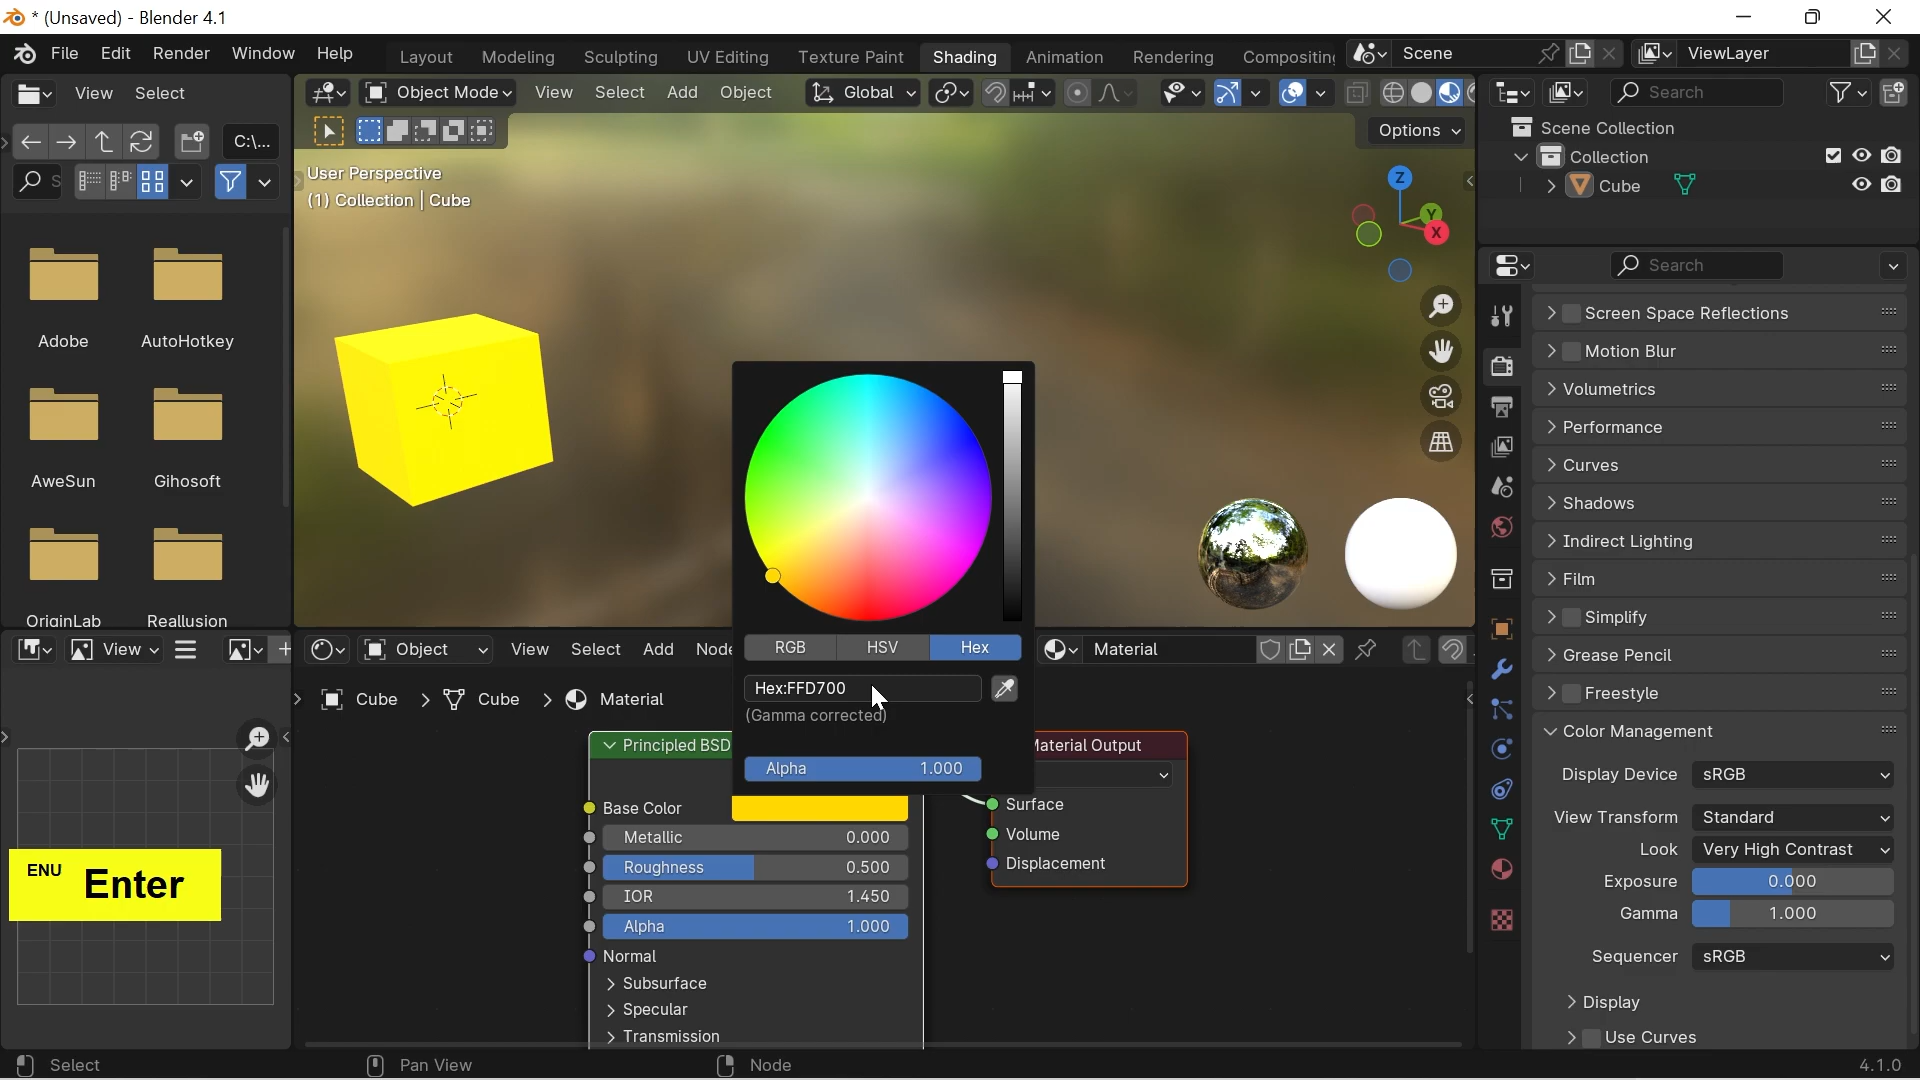 * (Unsaved) - Blender 4.1
File Edit Render Window Help
Layout Modeling Sculpting UV Editing Texture Paint Shading Animation Rendering Compositing
Scene
ViewLayer
View Select
Object Mode View Select Add Object
Global
Search
Options
Scene Collection
Collection
Cube
C:\...
S
User Perspective
(1) Collection | Cube
Z
Y
X
Search
Adobe AutoHotkey
AweSun Gihosoft
OriginLab Reallusion
Screen Space Reflections
Motion Blur
Volumetrics
Performance
Curves
Shadows
Indirect Lighting
Film
Simplify
Grease Pencil
Freestyle
Color Management
Display Device sRGB
View Transform Standard
Look Very High Contrast
Exposure 0.000
Gamma 1.000
Sequencer sRGB
Display
Use Curves
RGB HSV Hex
Hex:FFD700
(Gamma corrected)
Alpha 1.000
View
Object View Select Add Node
Material
Cube > Cube > Material
Principled BSD
Base Color
Metallic 0.000
Roughness 0.500
IOR 1.450
Alpha 1.000
Normal
Subsurface
Specular
Transmission
Material Output
Surface
Volume
Displacement
ENU Enter
Select Pan View Node 4.1.0